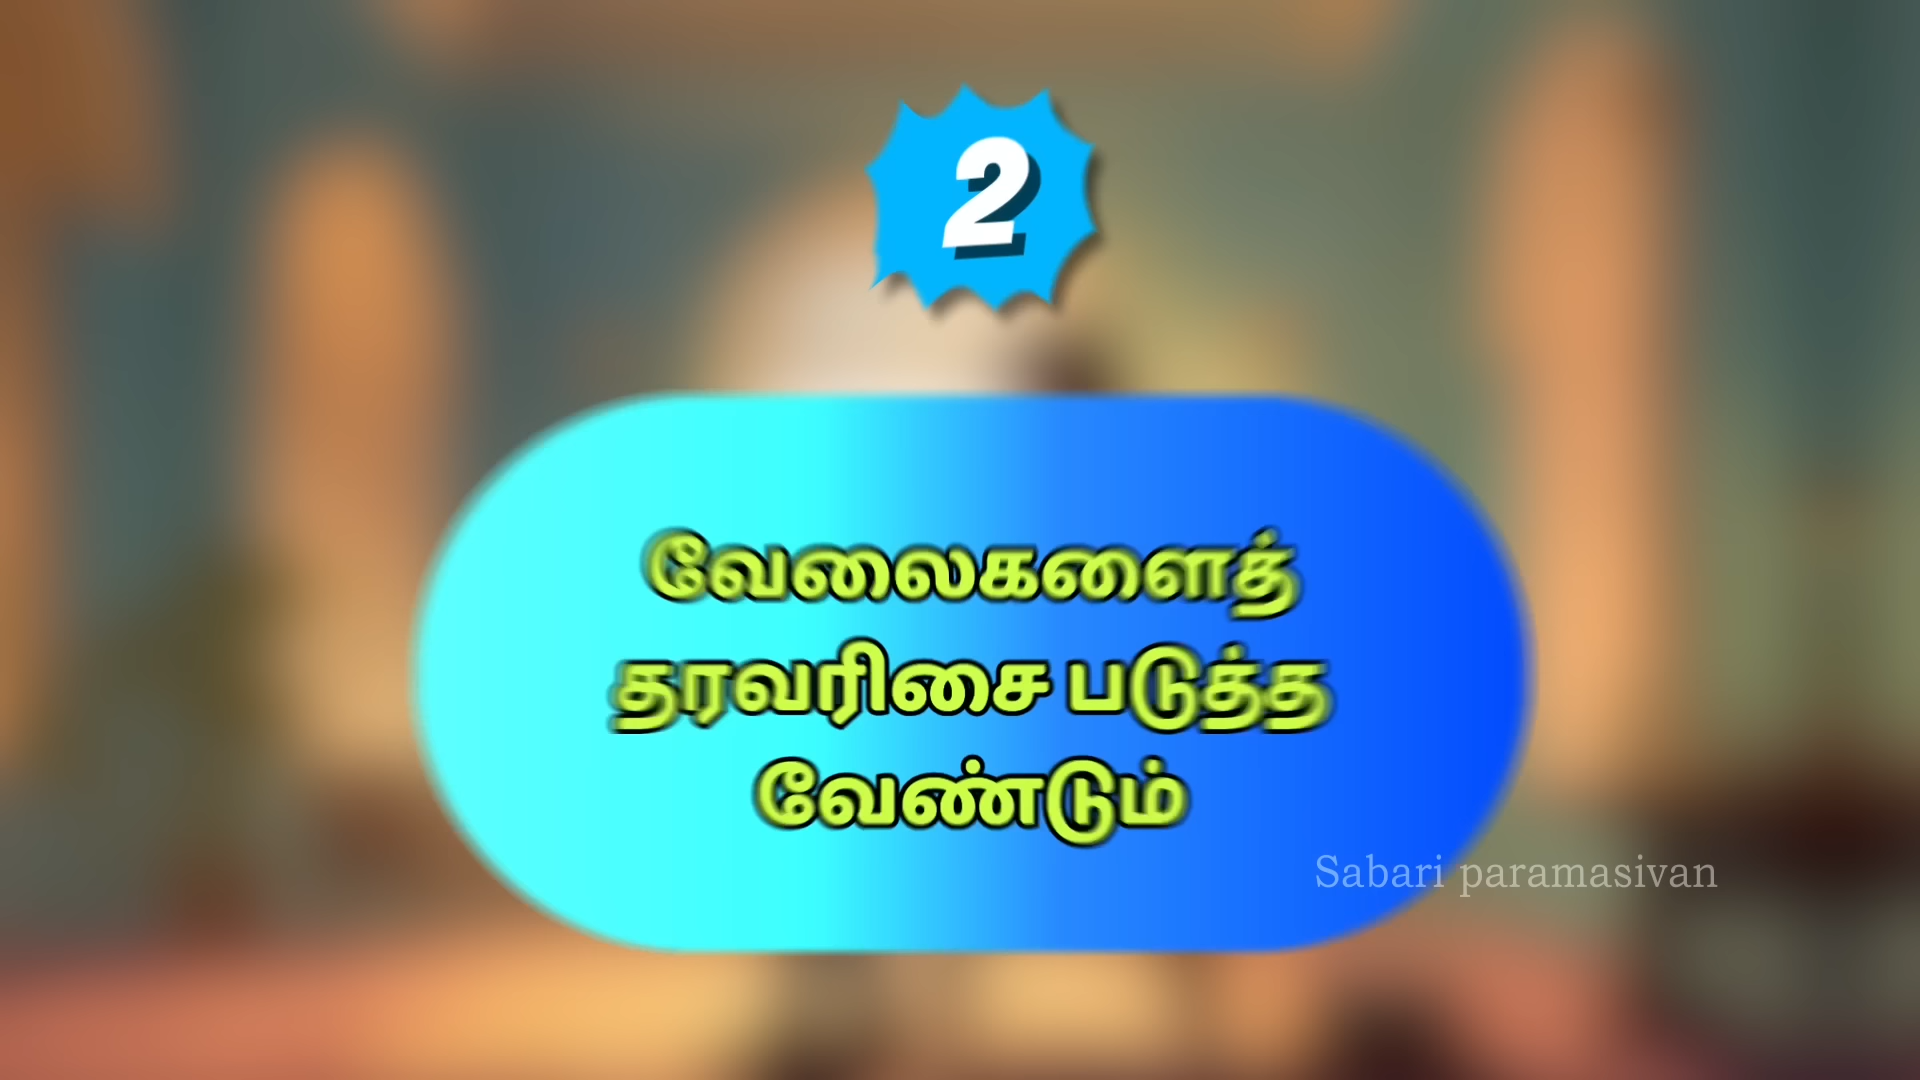 2
வேலைகளைத்
தரவரிசை படுத்த
வேண்டும்
Sabari paramasivan